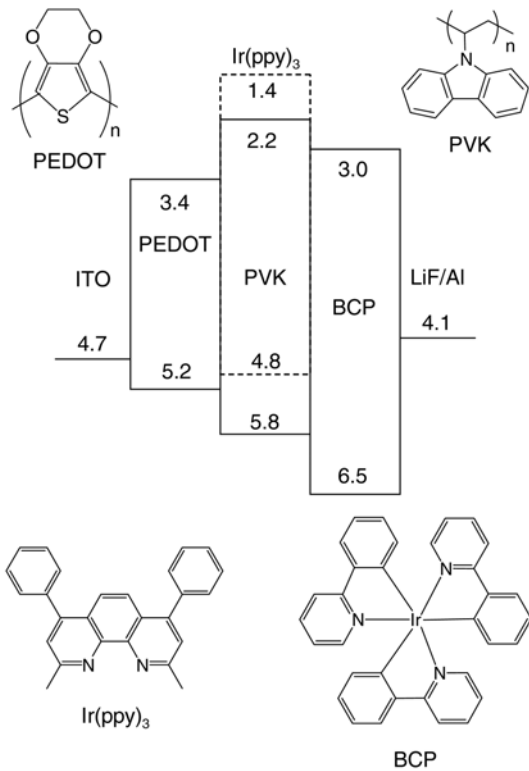 O O
S
n
PEDOT
Ir(ppy)₃
n
N
PVK
1.4
2.2
3.0
3.4
PEDOT
ITO
PVK
BCP
LiF/Al
4.7
4.8
4.1
5.2
5.8
6.5
N N
Ir(ppy)₃
N N
Ir
N
BCP